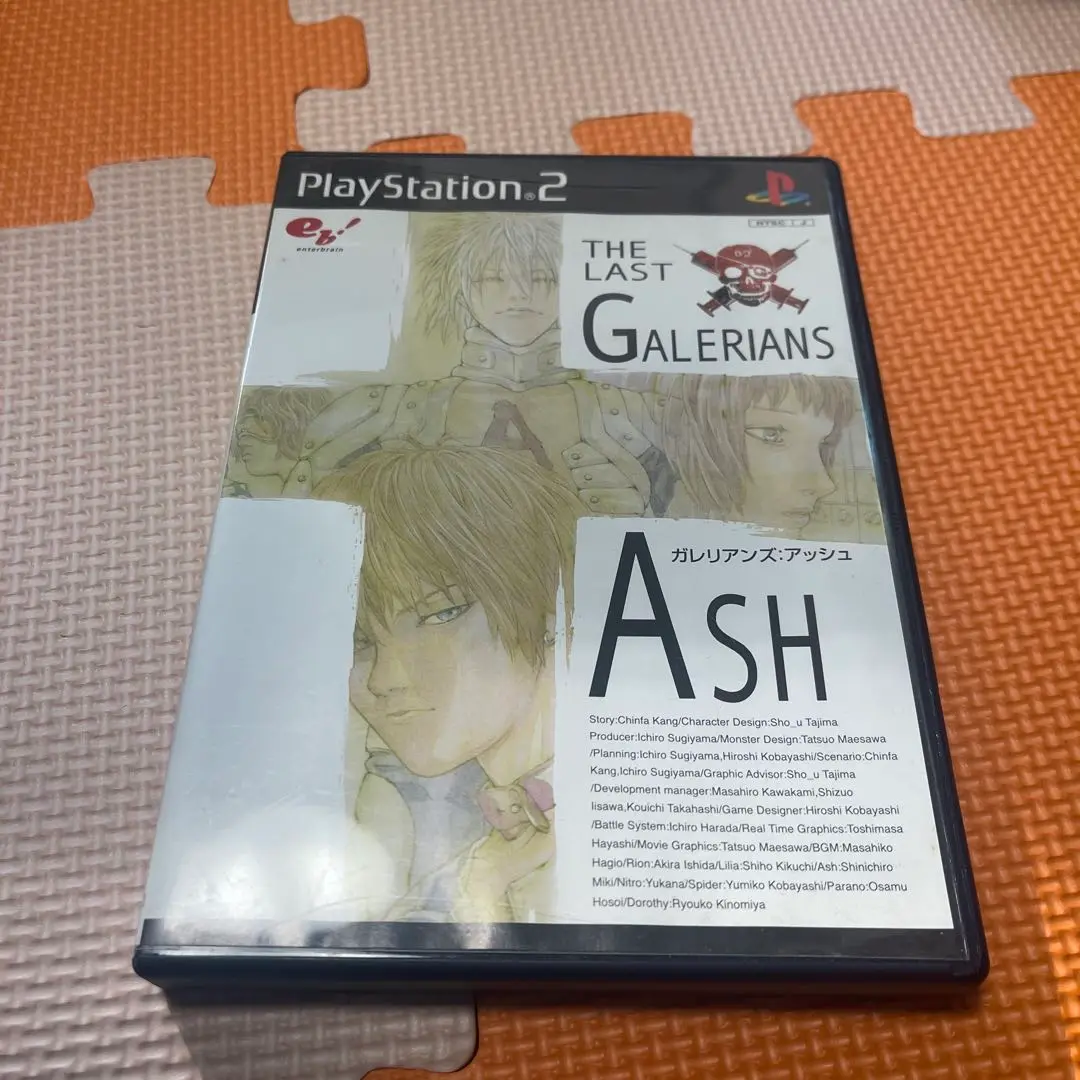 PlayStation®2
NTSC J
eb!
enterbrain
THE
LAST
GALERIANS
ガレリアンズ:アッシュ
ASH
Story:Chinfa Kang/Character Design:Sho_u Tajima
Producer:Ichiro Sugiyama/Monster Design:Tatsuo Maesawa
/Planning:Ichiro Sugiyama,Hiroshi Kobayashi/Scenario:Chinfa
Kang,Ichiro Sugiyama/Graphic Advisor:Sho_u Tajima
/Development manager:Masahiro Kawakami,Shizuo
Iisawa,Kouichi Takahashi/Game Designer:Hiroshi Kobayashi
/Battle System:Ichiro Harada/Real Time Graphics:Toshimasa
Hayashi/Movie Graphics:Tatsuo Maesawa/BGM:Masahiko
Hagio/Rion:Akira Ishida/Lilia:Shiho Kikuchi/Ash:Shinichiro
Miki/Nitro:Yukana/Spider:Yumiko Kobayashi/Parano:Osamu
Hosoi/Dorothy:Ryouko Kinomiya